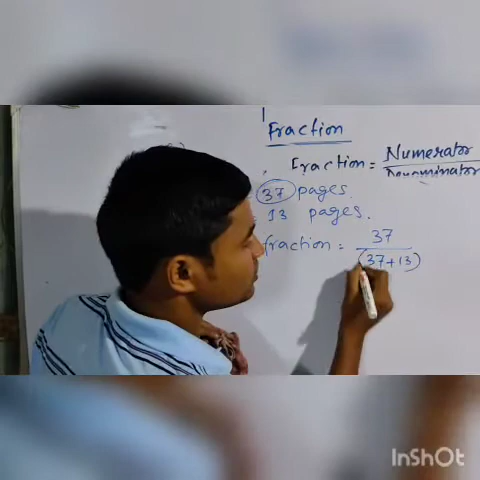 Fraction
Fraction = Numerator
Denominator
37 pages.
13 pages.
fraction = 37
(37+13)
InShOt